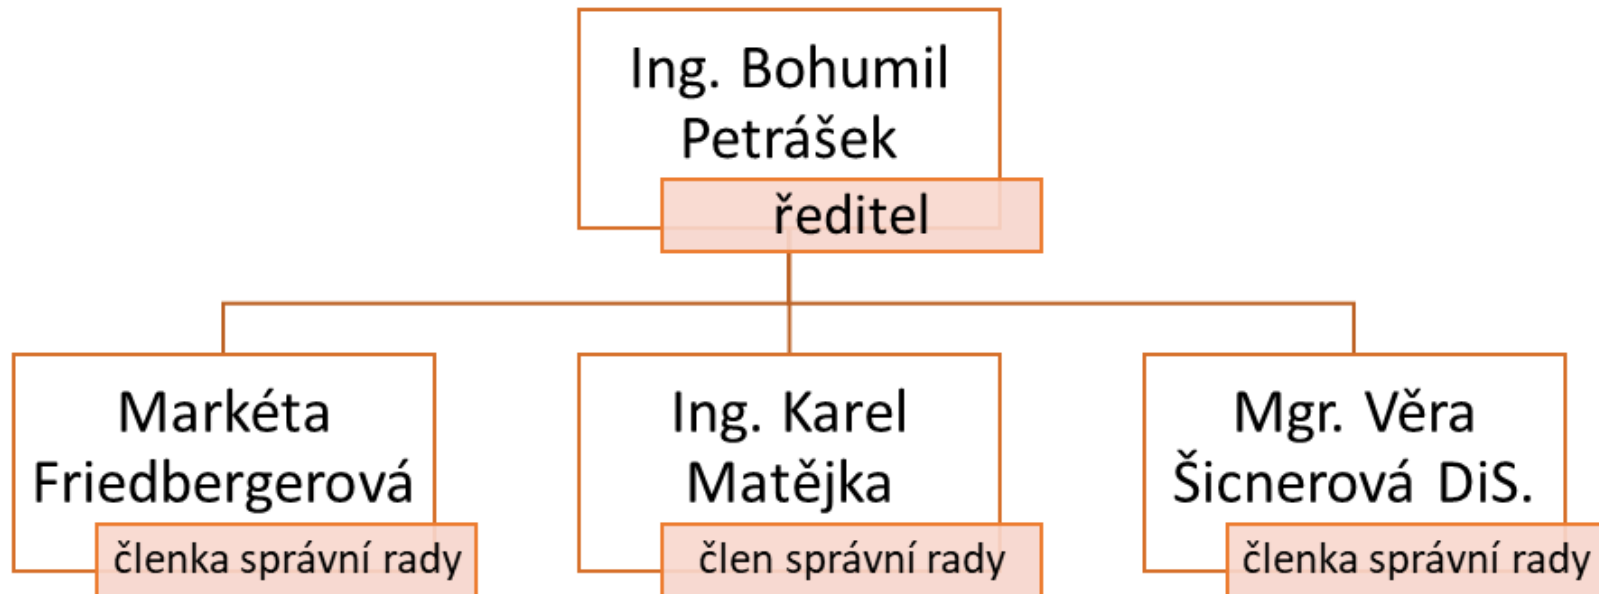 Ing. Bohumil
Petrášek
ředitel
Markéta
Friedbergerová
členka správní rady
Ing. Karel
Matějka
člen správní rady
Mgr. Věra
Šicnerová DiS.
členka správní rady